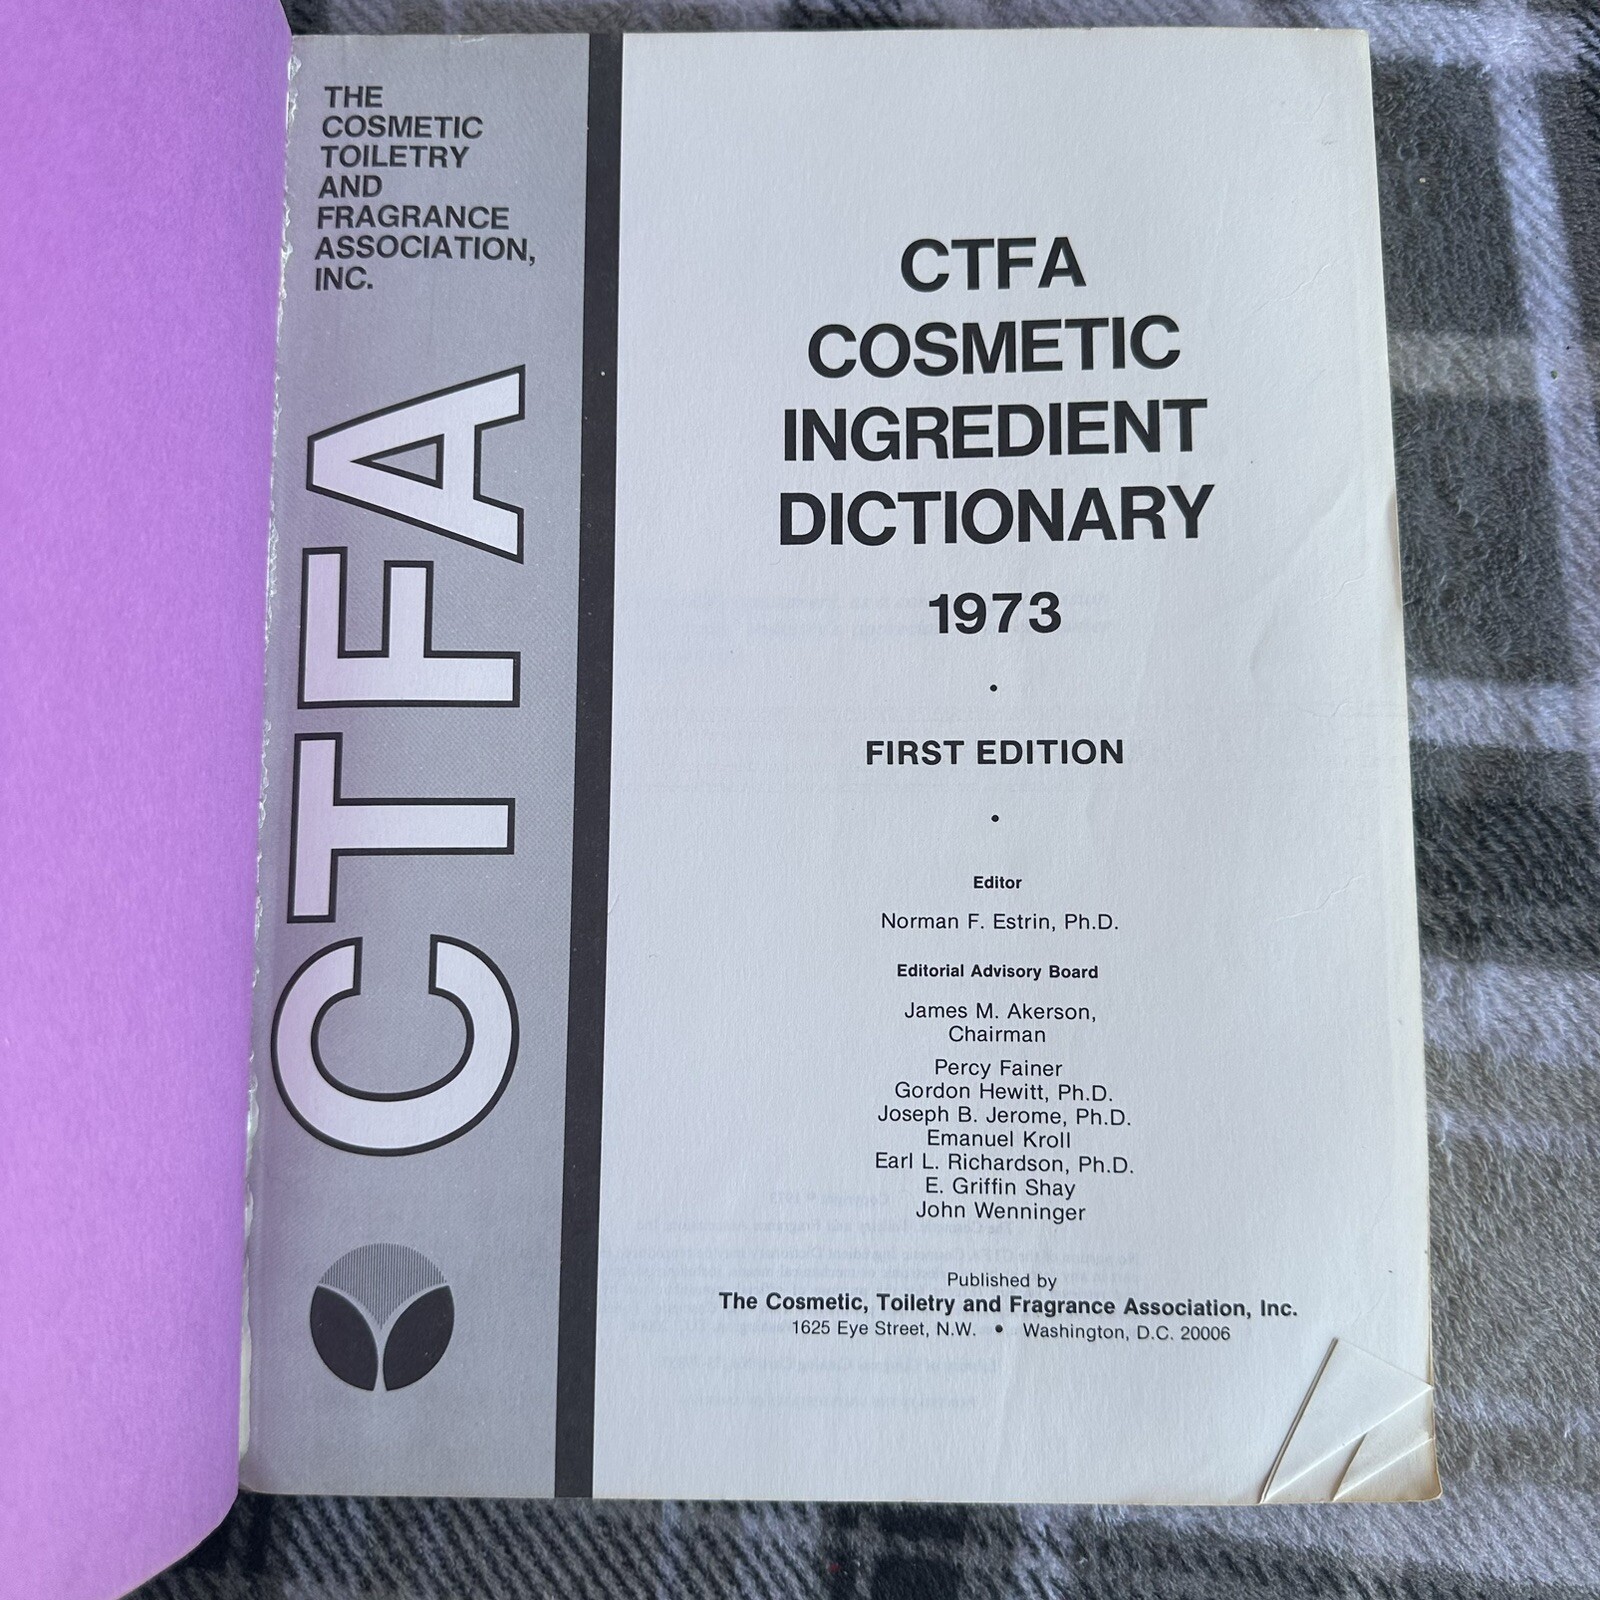 THE
COSMETIC
TOILETRY
AND
FRAGRANCE
ASSOCIATION,
INC.
CTFA
CTFA
COSMETIC
INGREDIENT
DICTIONARY
1973
•
FIRST EDITION
•
Editor
Norman F. Estrin, Ph.D.
Editorial Advisory Board
James M. Akerson,
Chairman
Percy Fainer
Gordon Hewitt, Ph.D.
Joseph B. Jerome, Ph.D.
Emanuel Kroll
Earl L. Richardson, Ph.D.
E. Griffin Shay
John Wenninger
Published by
The Cosmetic, Toiletry and Fragrance Association, Inc.
1625 Eye Street, N.W. • Washington, D.C. 20006